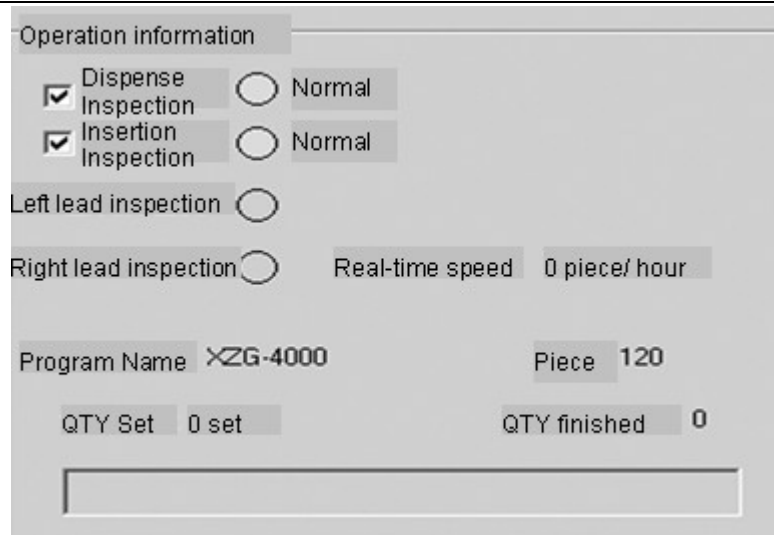 Operation information
Dispense
Inspection
Normal
Insertion
Inspection
Normal
Left lead inspection
Right lead inspection
Real-time speed 0 piece/ hour
Program Name XZG-4000
Piece 120
QTY Set 0 set
QTY finished 0